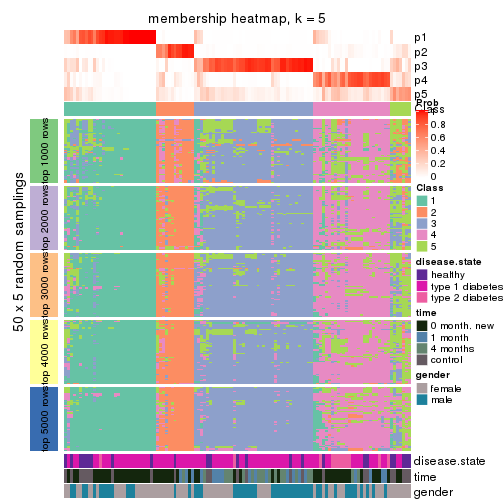 membership heatmap, k = 5
p1
p2
p3
p4
p5
Prob
Class
0.8
0.6
0.4
0.2
0
Class
1
2
3
4
5
disease.state
healthy
type 1 diabetes
type 2 diabetes
time
0 month. new
1 month
4 months
control
gender
female
male
50 x 5 random samplings
top 1000 rows
top 2000 rows
top 3000 rows
top 4000 rows
top 5000 rows
disease.state
time
gender